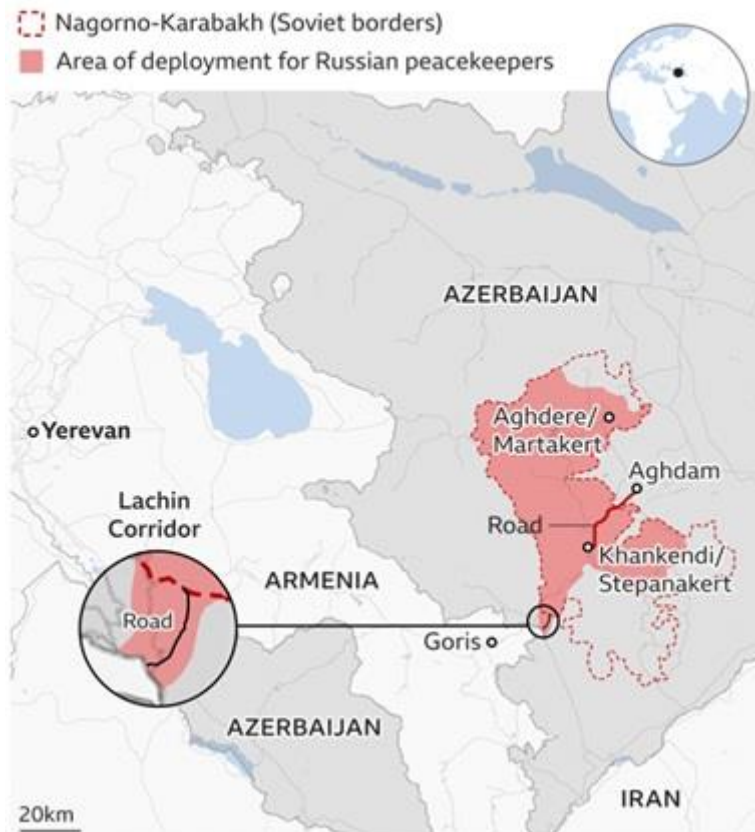 Nagorno-Karabakh (Soviet borders)
Area of deployment for Russian peacekeepers
AZERBAIJAN
Aghdere/
Martakert
Yerevan
Aghdam
Lachin
Corridor
Road
Khankendi/
Stepanakert
ARMENIA
Road
Goris
AZERBAIJAN
IRAN
20km